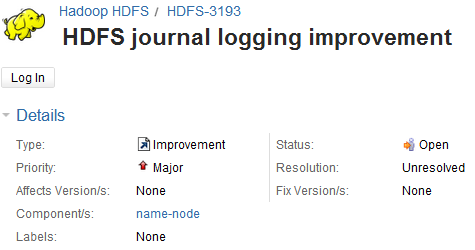 Hadoop HDFS / HDFS-3193
HDFS journal logging improvement
Log In
Details
Type: Improvement Status: Open
Priority: Major Resolution: Unresolved
Affects Version/s: None Fix Version/s: None
Component/s: name-node
Labels: None